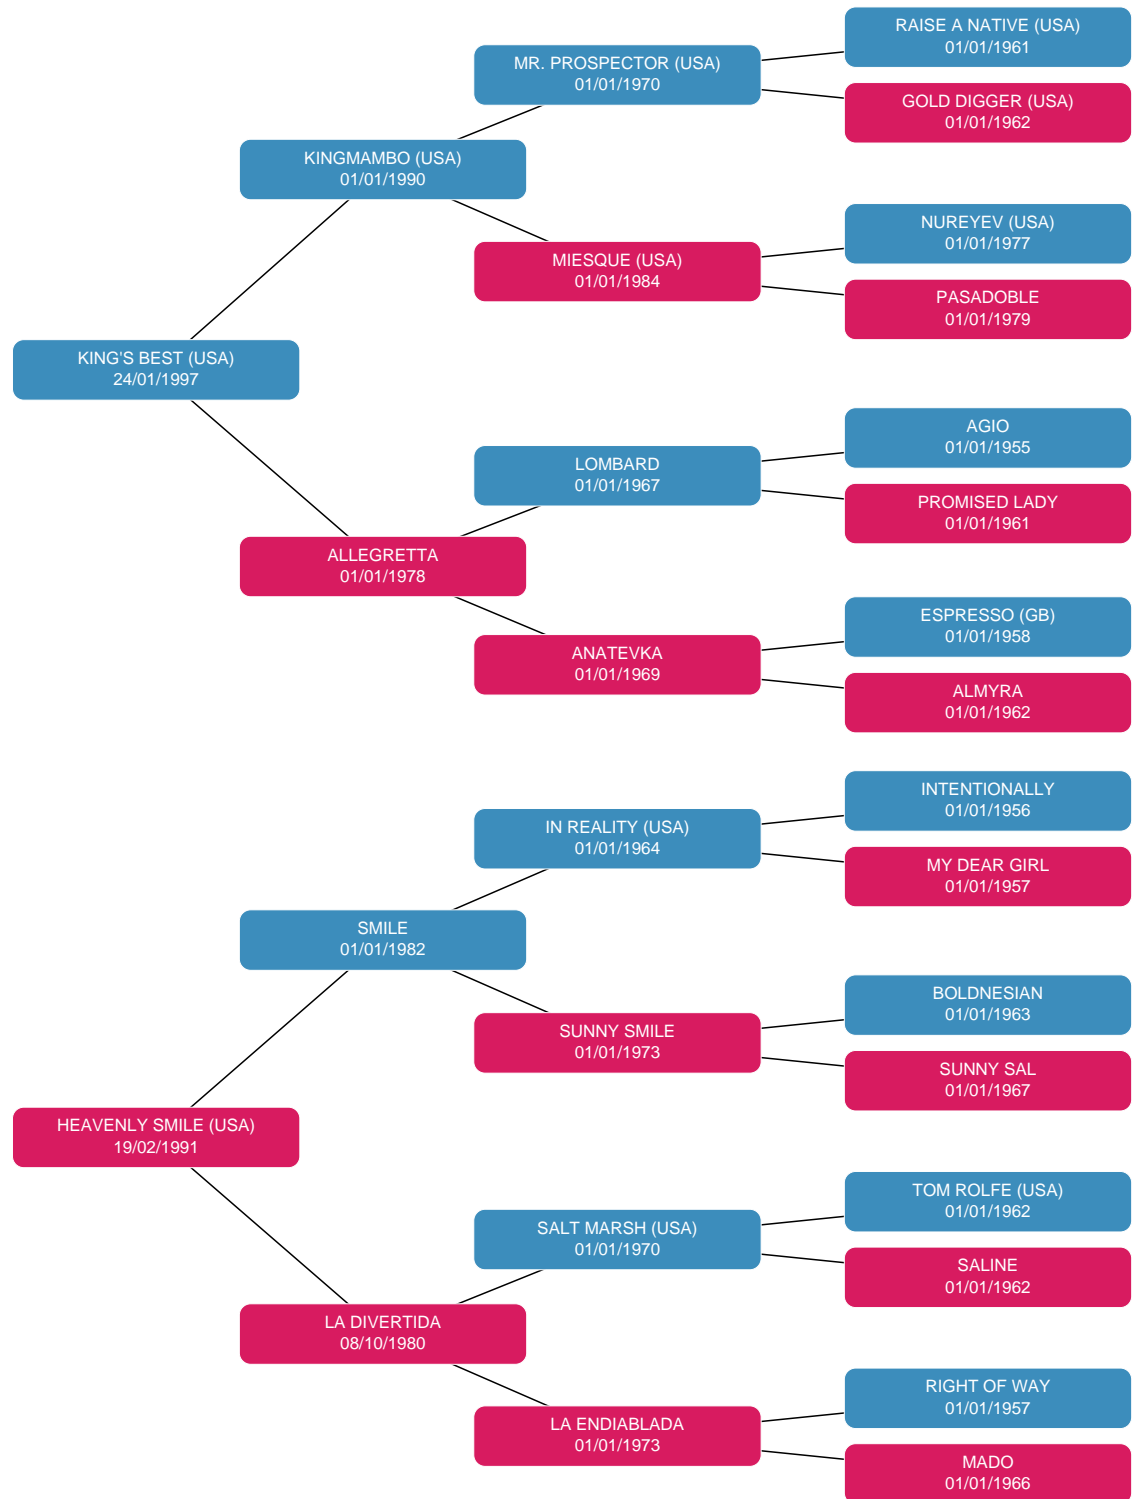 RAISE A NATIVE (USA)
01/01/1961
MR. PROSPECTOR (USA)
01/01/1970
GOLD DIGGER (USA)
01/01/1962
KINGMAMBO (USA)
01/01/1990
NUREYEV (USA)
01/01/1977
MIESQUE (USA)
01/01/1984
PASADOBLE
01/01/1979
KING'S BEST (USA)
24/01/1997
AGIO
01/01/1955
LOMBARD
01/01/1967
PROMISED LADY
01/01/1961
ALLEGRETTA
01/01/1978
ESPRESSO (GB)
01/01/1958
ANATEVKA
01/01/1969
ALMYRA
01/01/1962
INTENTIONALLY
01/01/1956
IN REALITY (USA)
01/01/1964
MY DEAR GIRL
01/01/1957
SMILE
01/01/1982
BOLDNESIAN
01/01/1963
SUNNY SMILE
01/01/1973
SUNNY SAL
01/01/1967
HEAVENLY SMILE (USA)
19/02/1991
TOM ROLFE (USA)
01/01/1962
SALT MARSH (USA)
01/01/1970
SALINE
01/01/1962
LA DIVERTIDA
08/10/1980
RIGHT OF WAY
01/01/1957
LA ENDIABLADA
01/01/1973
MADO
01/01/1966